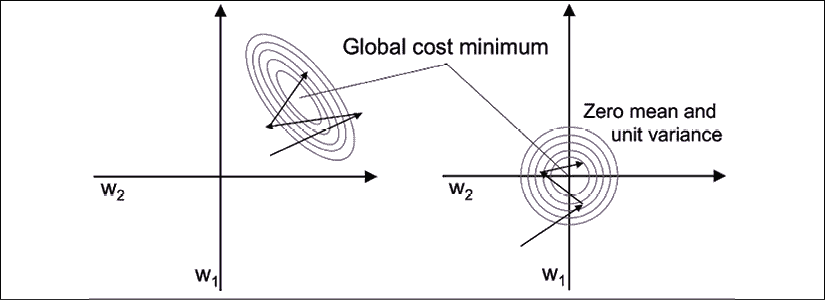 Global cost minimum
Zero mean and
unit variance
w2
w2
w1
w1